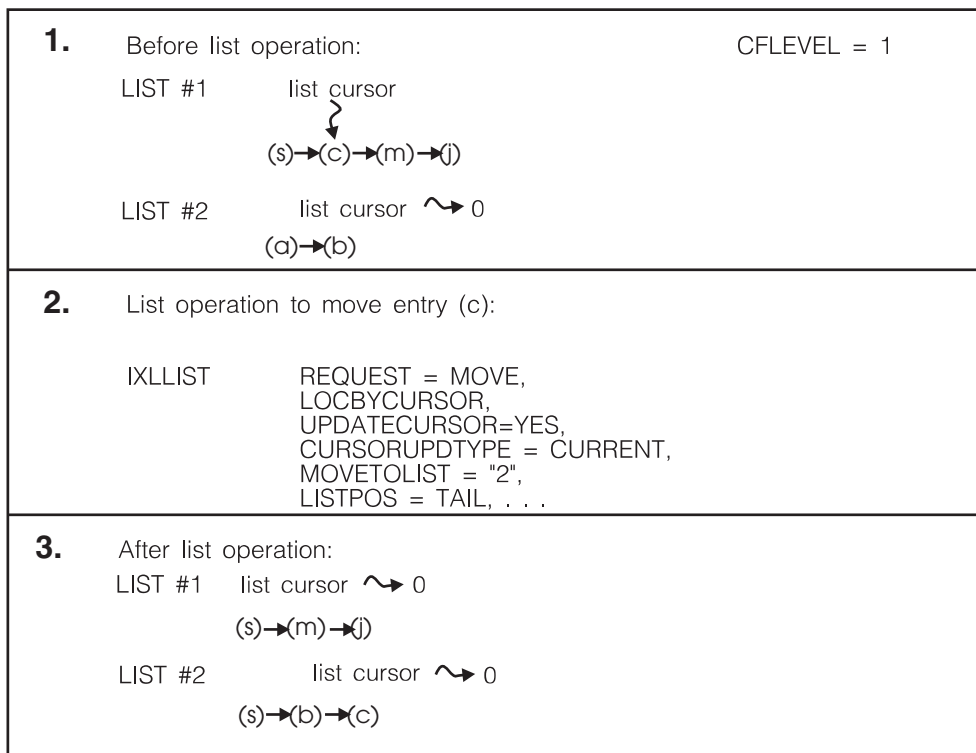 1. Before list operation: CFLEVEL = 1
LIST #1 list cursor
(s)→(c)→(m)→(j)
LIST #2 list cursor → 0
(a)→(b)
2. List operation to move entry (c):
IXLLIST REQUEST = MOVE,
LOCBYCURSOR,
UPDATECURSOR=YES,
CURSORUPDTYPE = CURRENT,
MOVETOLIST = "2",
LISTPOS = TAIL, . . .
3. After list operation:
LIST #1 list cursor → 0
(s)→(m)→(j)
LIST #2 list cursor → 0
(s)→(b)→(c)